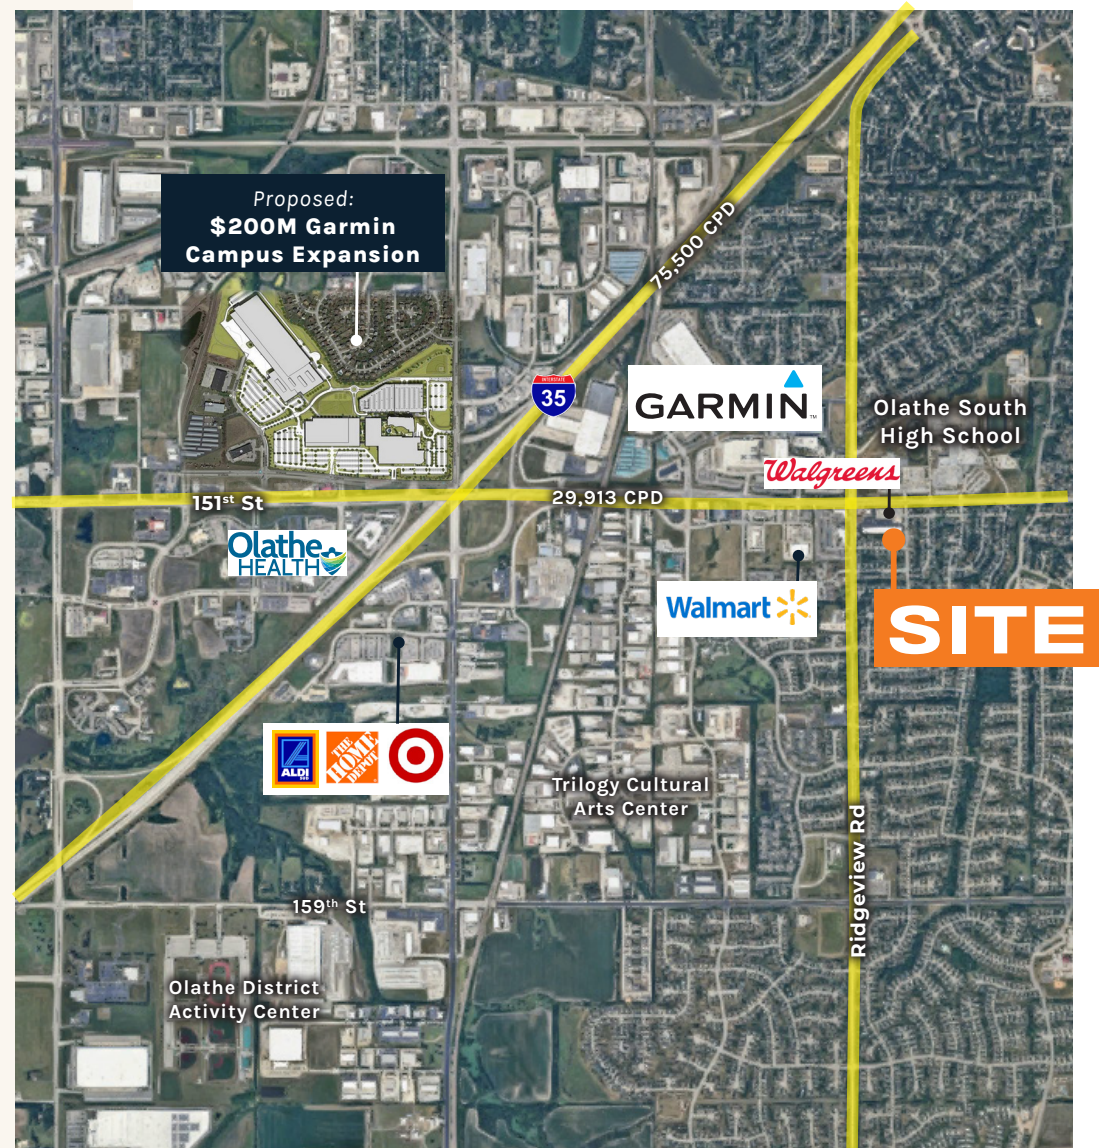 Proposed:
$200M Garmin
Campus Expansion
75,500 CPD
INTERSTATE
35
GARMIN™
Olathe South
High School
Walgreens
151st St
29,913 CPD
Olathe
HEALTH
Walmart
SITE
ALDI
THE
HOME
DEPOT
Trilogy Cultural
Arts Center
Ridgeview Rd
159th St
Olathe District
Activity Center